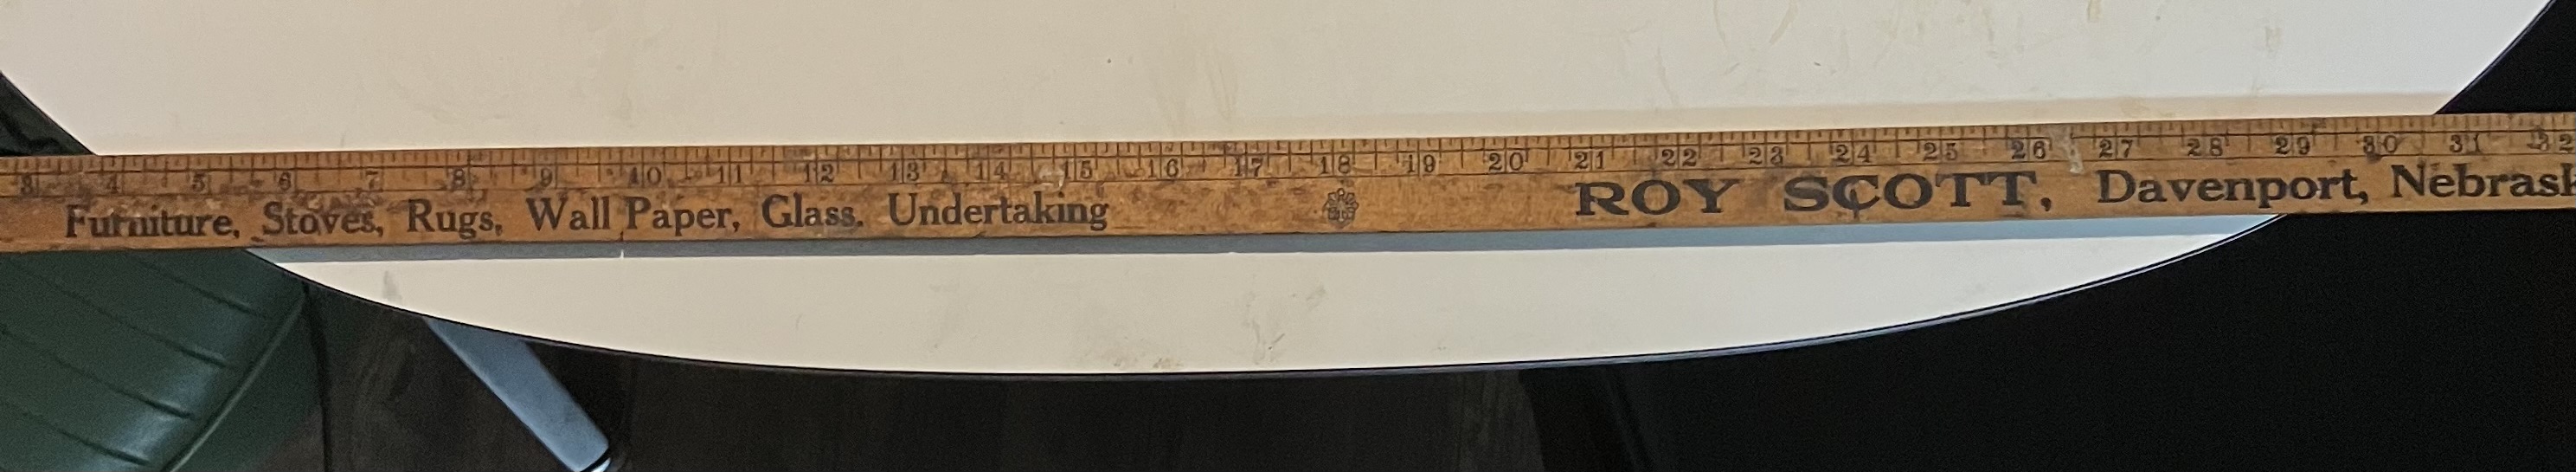 3 4 5 6 7 8 9 10 11 12 13 14 15 16 17 18 19 20 21 22 23 24 25 26 27 28 29 30 31 32
Furniture, Stoves, Rugs, Wall Paper, Glass, Undertaking ROY SCOTT, Davenport, Nebrask